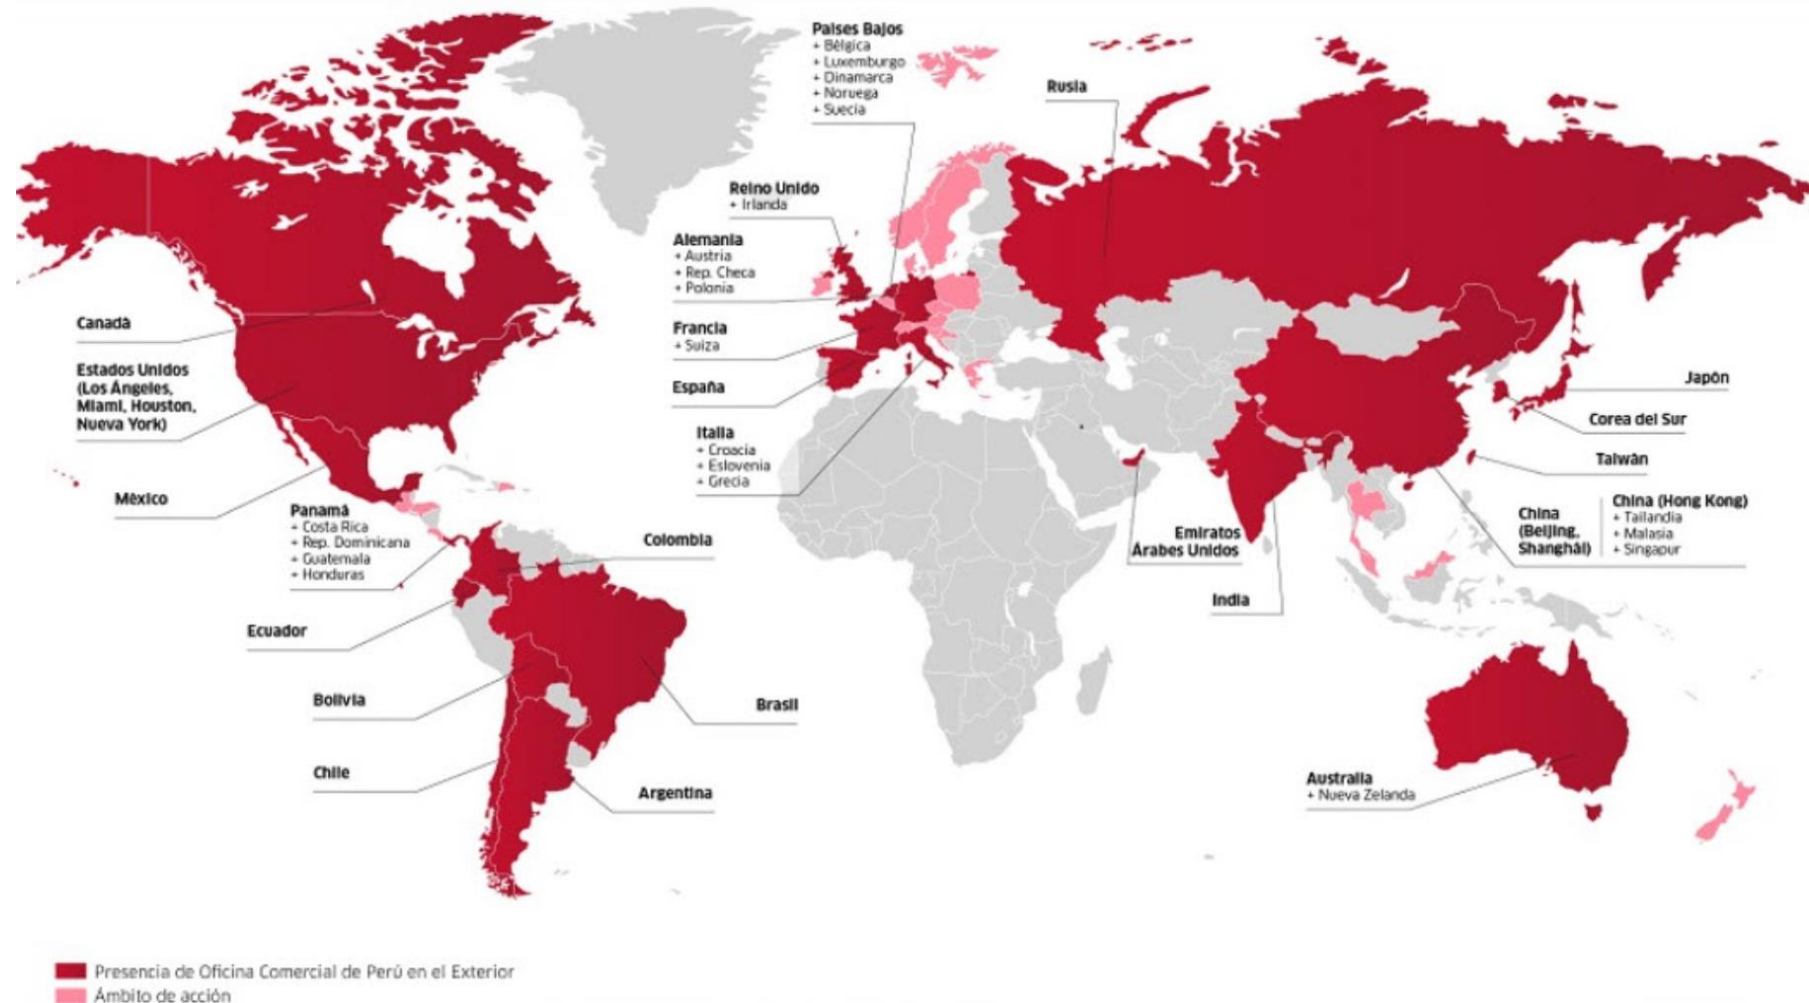 Países Bajos
+ Bélgica
+ Luxemburgo
+ Dinamarca
+ Noruega
+ Suecia
Rusia
Reino Unido
+ Irlanda
Alemania
+ Austria
+ Rep. Checa
+ Polonia
Canadá
Francia
+ Suiza
Estados Unidos
(Los Ángeles,
Miami, Houston,
Nueva York)
España
Japón
Corea del Sur
Italia
+ Croacia
+ Eslovenia
+ Grecia
Taiwán
México
Panamá
+ Costa Rica
+ Rep. Dominicana
+ Guatemala
+ Honduras
Colombia
Emiratos
Árabes Unidos
China
(Beijing,
Shanghái)
China (Hong Kong)
+ Tailandia
+ Malasia
+ Singapur
India
Ecuador
Bolivia
Brasil
Chile
Argentina
Australia
+ Nueva Zelanda
Presencia de Oficina Comercial de Perú en el Exterior
Ámbito de acción